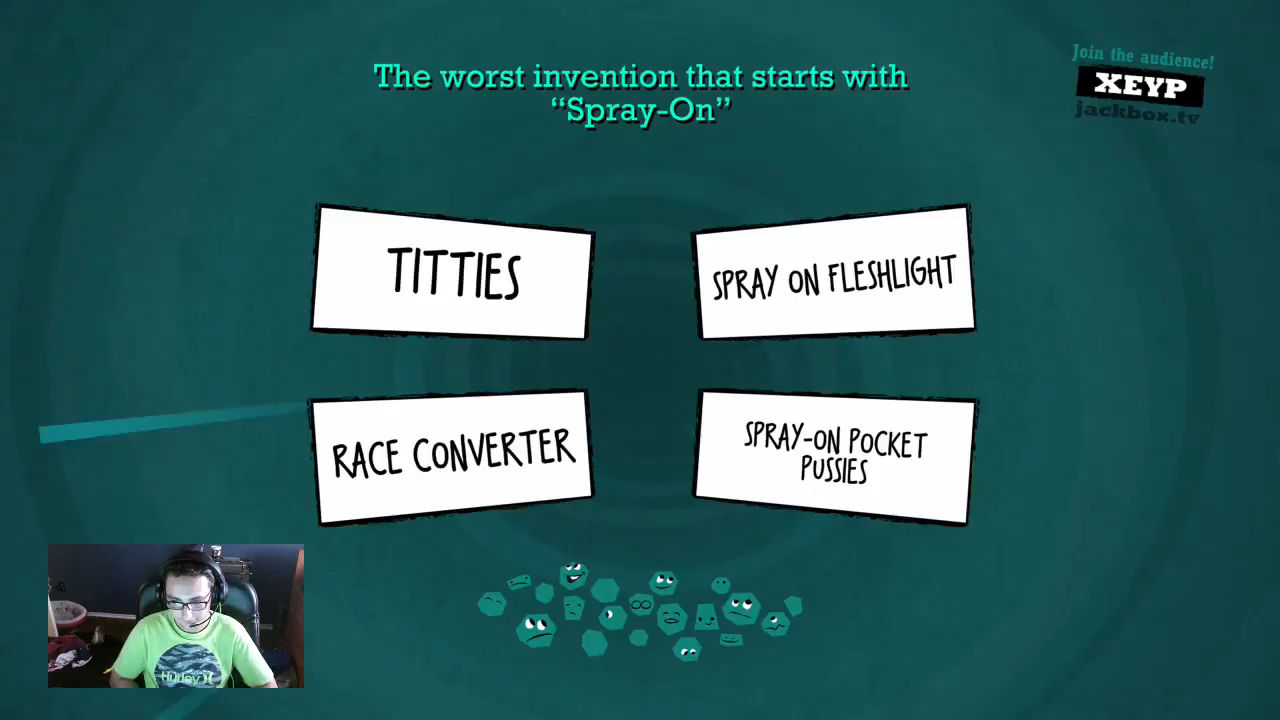 The worst invention that starts with
“Spray-On”
Join the audience!
XEYP
jackbox.tv
TITTIES
SPRAY ON FLESHLIGHT
RACE CONVERTER
SPRAY-ON POCKET
PUSSIES
Hurley